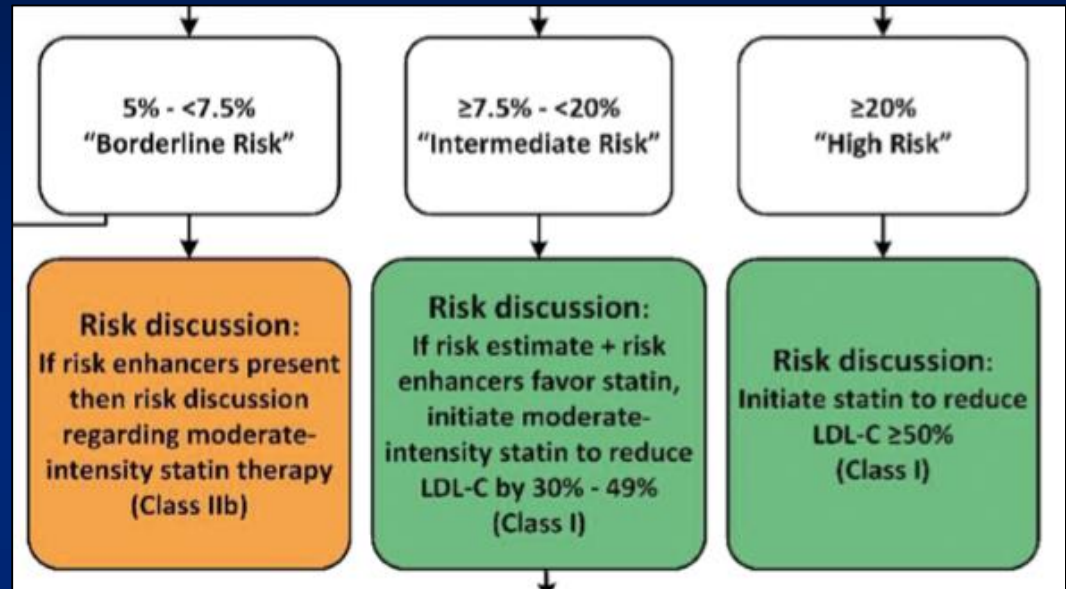 5% - <7.5%
“Borderline Risk”
≥7.5% - <20%
“Intermediate Risk”
≥20%
“High Risk”
Risk discussion:
If risk enhancers present
then risk discussion
regarding moderate-
intensity statin therapy
(Class IIb)
Risk discussion:
If risk estimate + risk
enhancers favor statin,
initiate moderate-
intensity statin to reduce
LDL-C by 30% - 49%
(Class I)
Risk discussion:
Initiate statin to reduce
LDL-C ≥50%
(Class I)